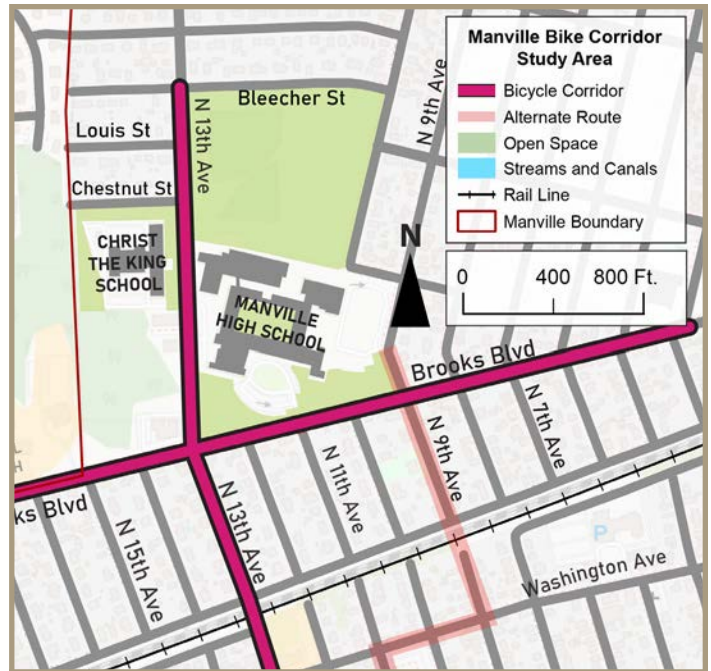 Manville Bike Corridor
Study Area
Bicycle Corridor
Alternate Route
Open Space
Streams and Canals
Rail Line
Manville Boundary
0 400 800 Ft.
N
Bleecher St
N 9th Ave
N 13th Ave
Louis St
Chestnut St
CHRIST
THE KING
SCHOOL
MANVILLE
HIGH SCHOOL
Brooks Blvd
N 7th Ave
N 9th Ave
N 11th Ave
N 13th Ave
N 15th Ave
ks Blvd
Washington Ave
P